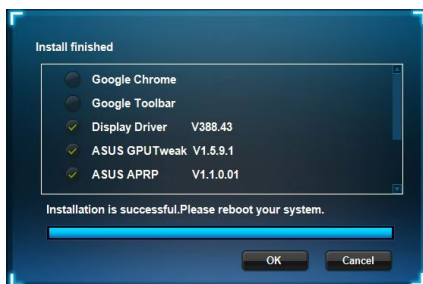 Install finished
Google Chrome
Google Toolbar
Display Driver V388.43
ASUS GPUTweak V1.5.9.1
ASUS APRP V1.1.0.01
Installation is successful.Please reboot your system.
OK Cancel